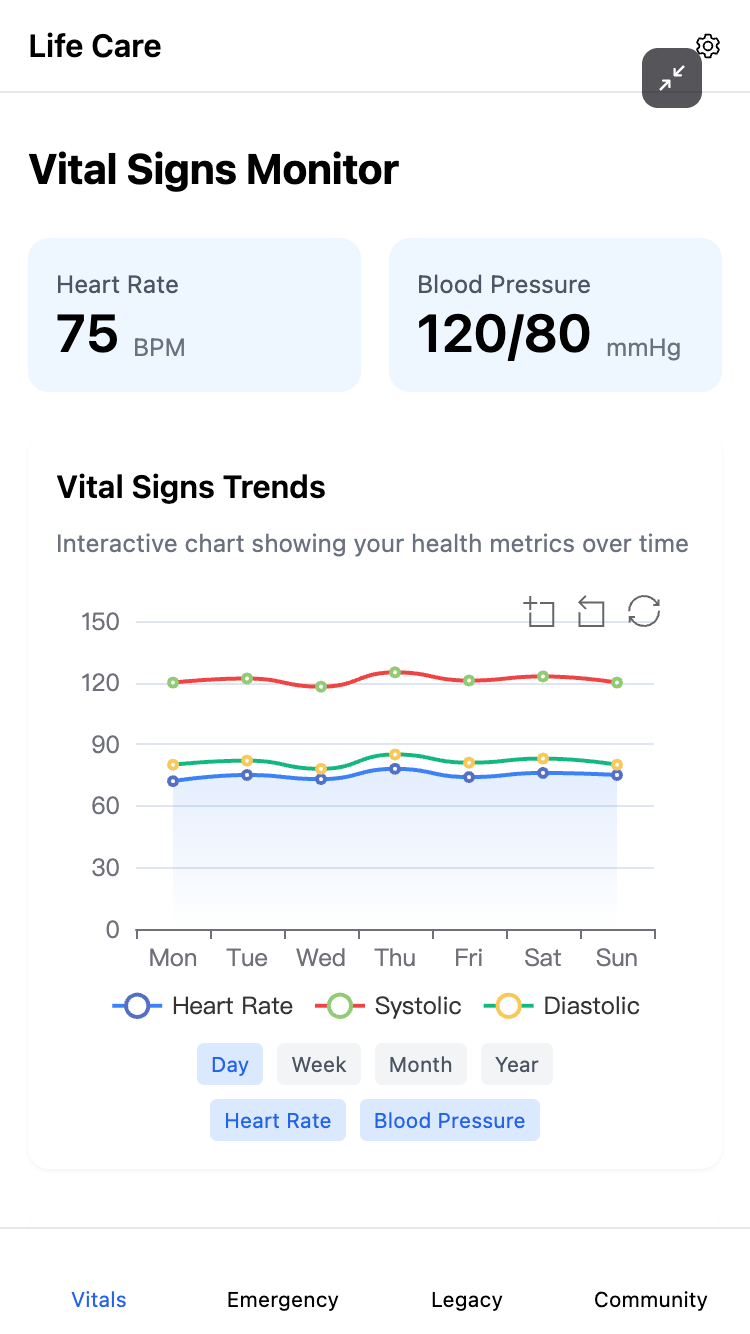 Life Care
Vital Signs Monitor
Heart Rate
75 BPM
Blood Pressure
120/80 mmHg
Vital Signs Trends
Interactive chart showing your health metrics over time
150
120
90
60
30
0
Mon Tue Wed Thu Fri Sat Sun
Heart Rate Systolic Diastolic
Day Week Month Year
Heart Rate Blood Pressure
Vitals Emergency Legacy Community